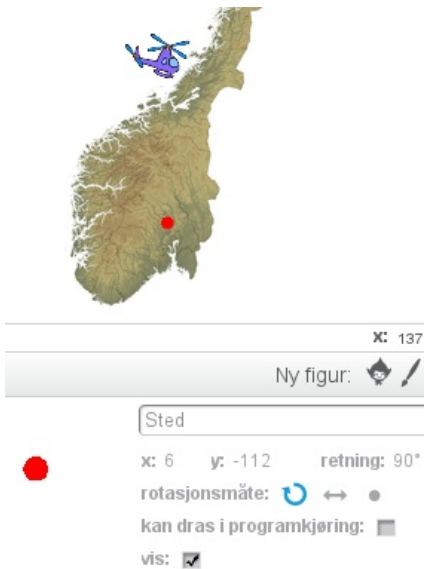 x: 137
Ny figur:
Sted
x: 6 y: -112 retning: 90°
rotasjonsmåte:
kan dras i programkjøring:
vis: